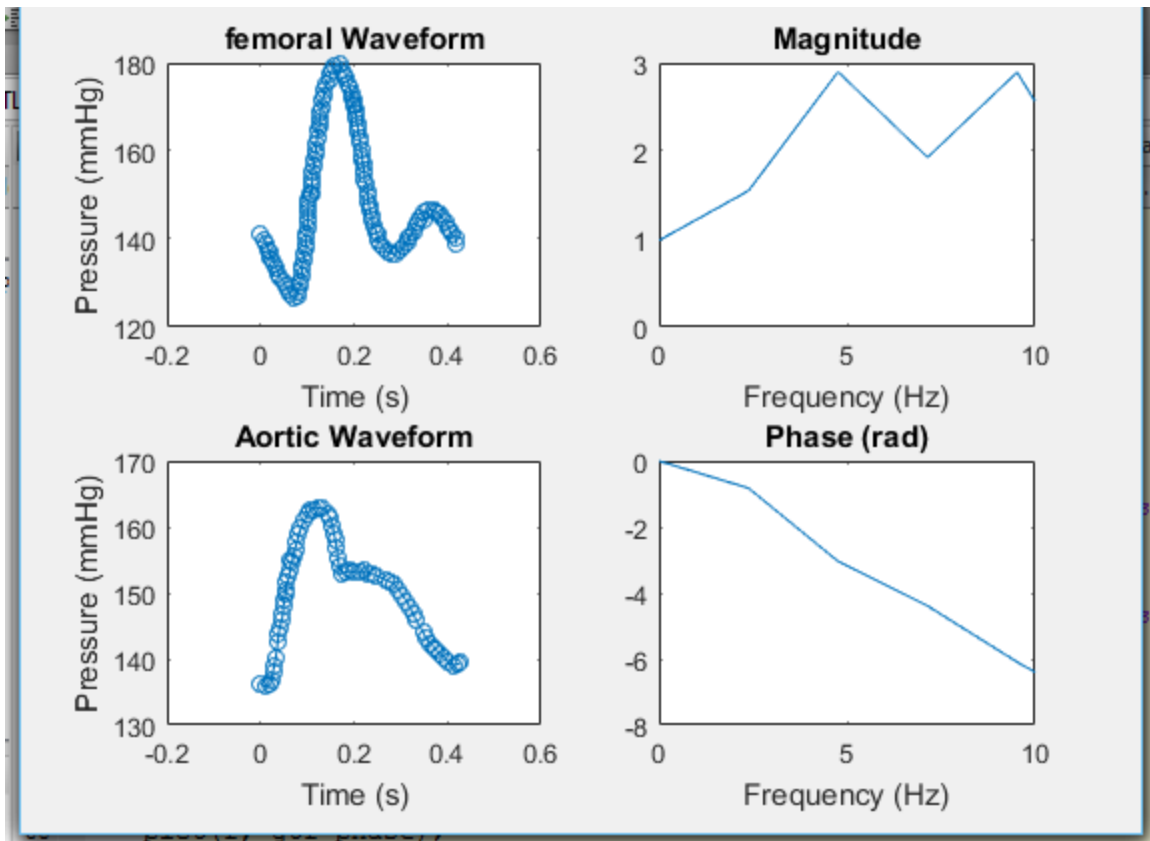 femoral Waveform
Pressure (mmHg)
180
160
140
120
-0.2 0 0.2 0.4 0.6
Time (s)
Magnitude
3
2
1
0
0 5 10
Frequency (Hz)
Aortic Waveform
Pressure (mmHg)
170
160
150
140
130
-0.2 0 0.2 0.4 0.6
Time (s)
Phase (rad)
0
-2
-4
-6
-8
0 5 10
Frequency (Hz)